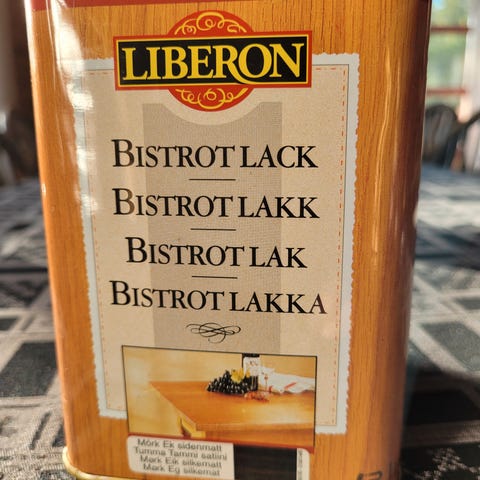 LIBERON
BISTROT LACK
BISTROT LAKK
BISTROT LAK
BISTROT LAKKA
Mörk Ek sidenmatt
Tumma Tammi satiini
Mørk Eik silkematt
Mørk Eg silkemat